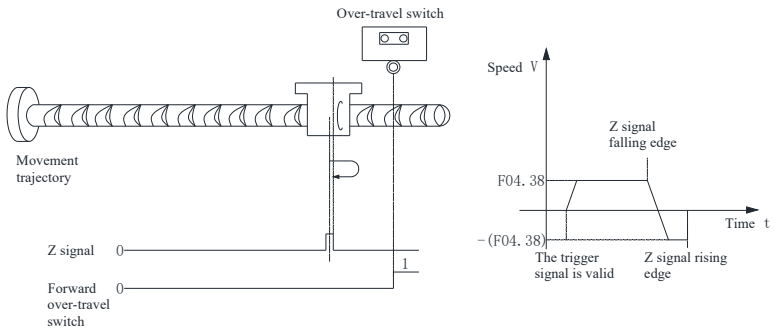 Over-travel switch
Speed V
Z signal
falling edge
Movement
trajectory
F04.38
Time t
-(F04.38)
Z signal 0
1
The trigger
signal is valid
Z signal rising
edge
Forward 0
over-travel
switch